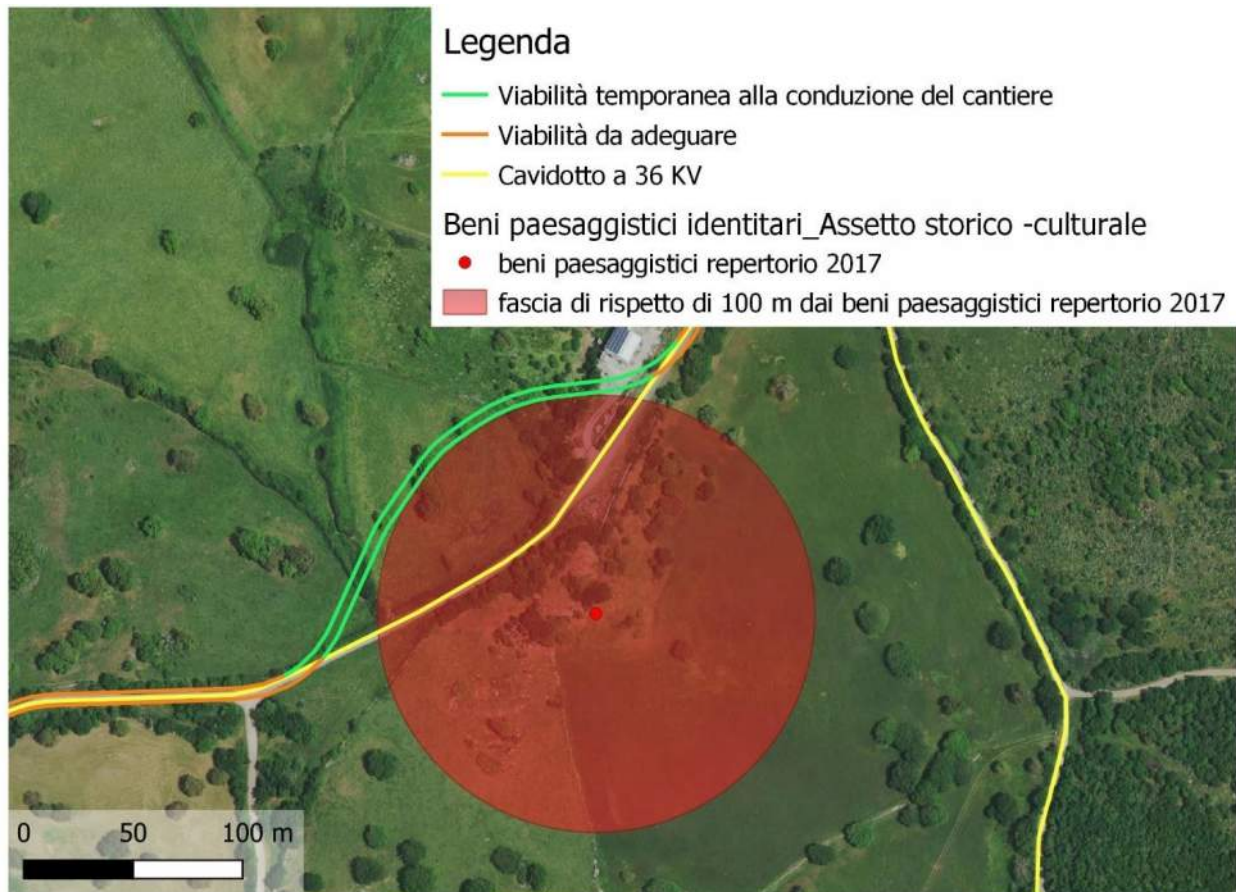 Legenda
Viabilità temporanea alla conduzione del cantiere
Viabilità da adeguare
Cavidotto a 36 KV
Beni paesaggistici identitari_Assetto storico -culturale
beni paesaggistici repertorio 2017
fascia di rispetto di 100 m dai beni paesaggistici repertorio 2017
0 50 100 m